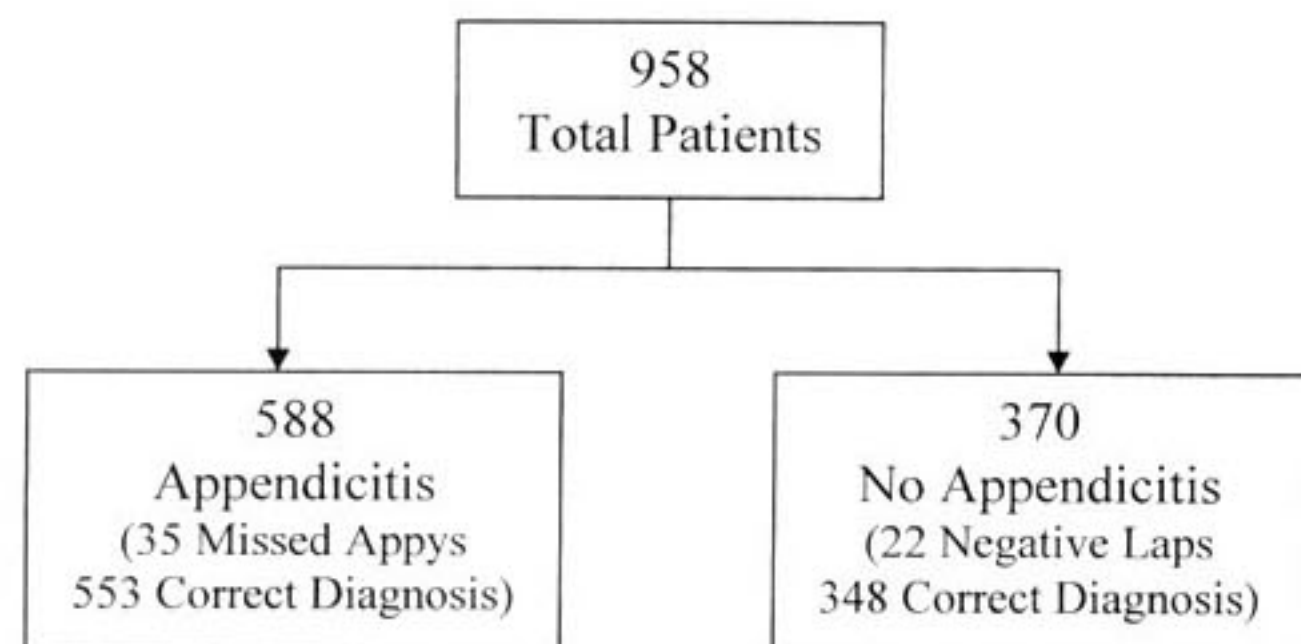 958
Total Patients
588
Appendicitis
(35 Missed Appys
553 Correct Diagnosis)
370
No Appendicitis
(22 Negative Laps
348 Correct Diagnosis)